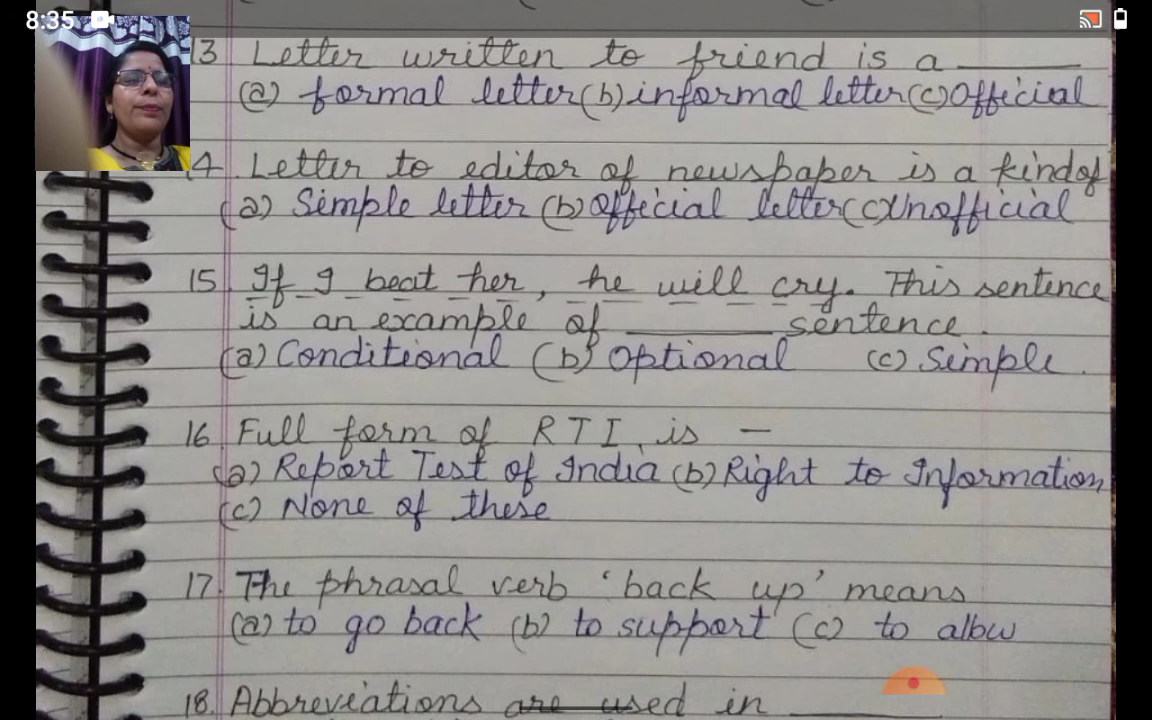 8:35
13 Letter written to friend is a ______
(a) formal letter (b) informal letter (c) Official
14. Letter to editor of newspaper is a kind of
(a) Simple letter (b) Official letter (c) Unofficial
15. If I beat her, he will cry. This sentence
is an example of ______ sentence.
(a) Conditional (b) Optional (c) Simple.
16. Full form of R T I. is —
(a) Report Test of India (b) Right to Information
(c) None of these
17. The phrasal verb 'back up' means
(a) to go back (b) to support (c) to
18. Abbreviations are used in ______